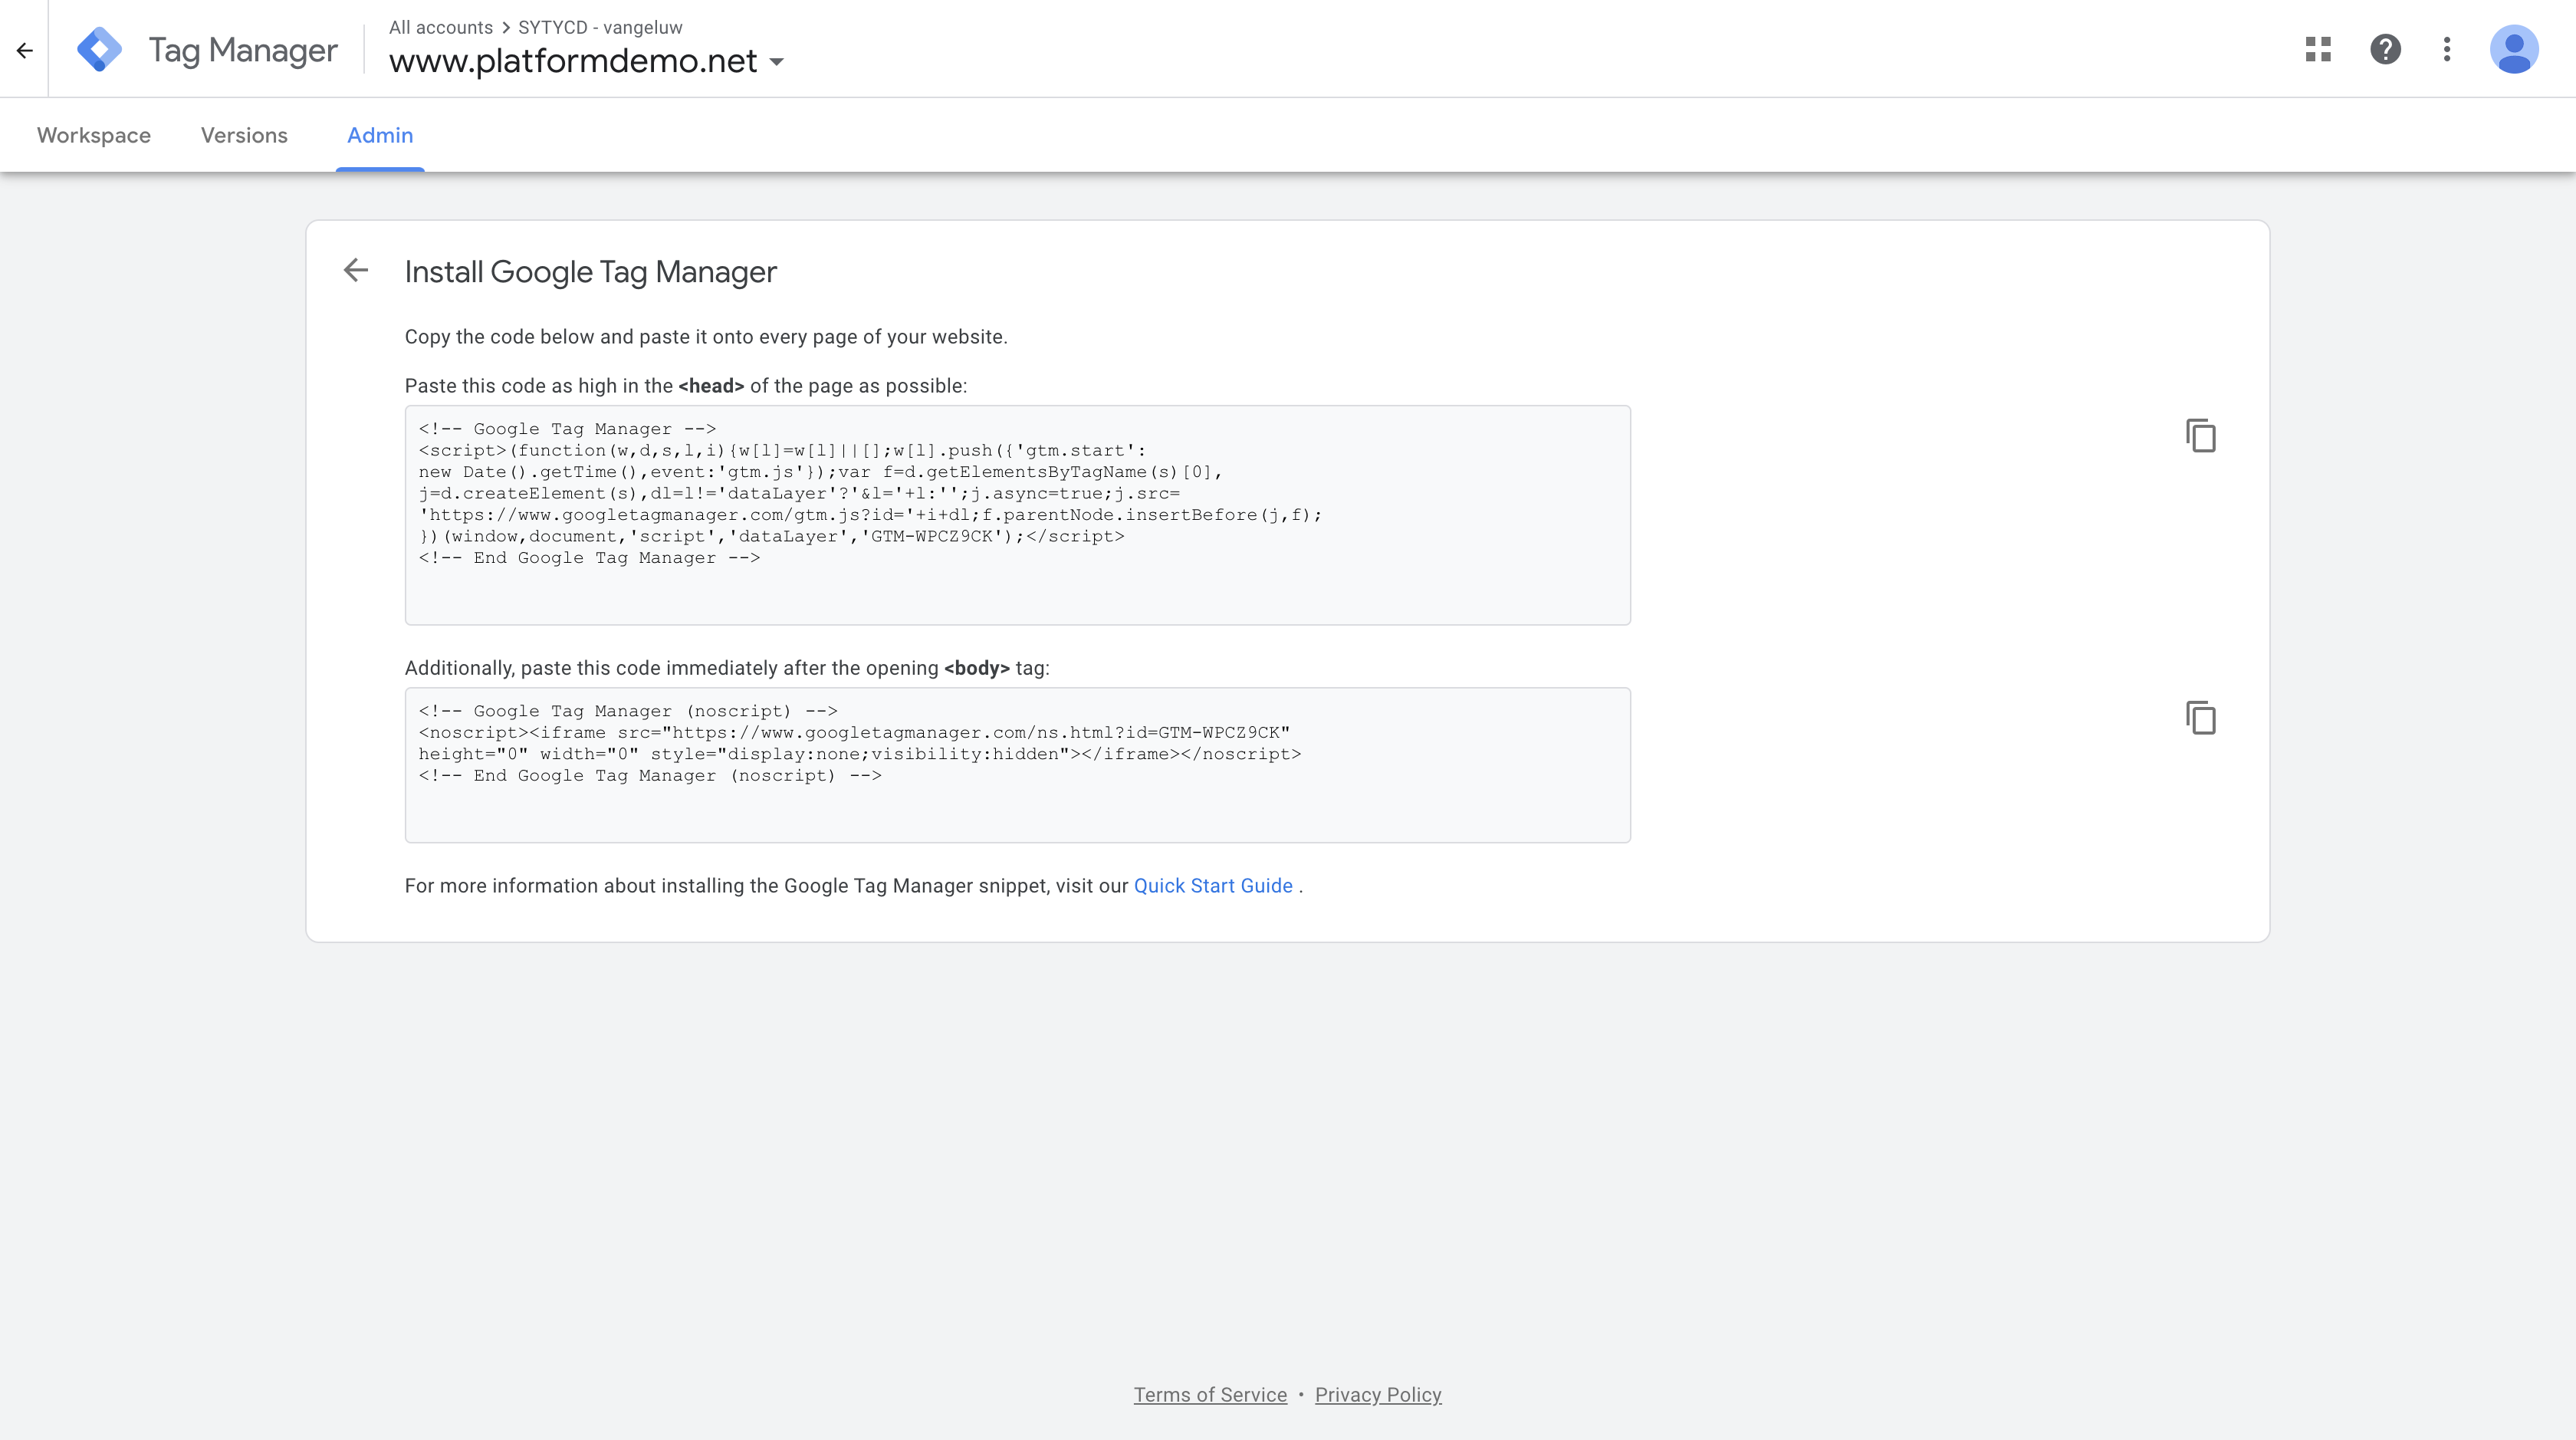 Tag Manager
All accounts > SYTYCD - vangeluw
www.platformdemo.net
Workspace
Versions
Admin
Install Google Tag Manager
Copy the code below and paste it onto every page of your website.
Paste this code as high in the <head> of the page as possible:
<!-- Google Tag Manager -->
<script>(function(w,d,s,l,i){w[l]=w[l]||[];w[l].push({'gtm.start':
new Date().getTime(),event:'gtm.js'});var f=d.getElementsByTagName(s)[0],
j=d.createElement(s),dl=l!='dataLayer'?'&l='+l:'';j.async=true;j.src=
'https://www.googletagmanager.com/gtm.js?id='+i+dl;f.parentNode.insertBefore(j,f);
})(window,document,'script','dataLayer','GTM-WPCZ9CK');</script>
<!-- End Google Tag Manager -->
Additionally, paste this code immediately after the opening <body> tag:
<!-- Google Tag Manager (noscript) -->
<noscript><iframe src="https://www.googletagmanager.com/ns.html?id=GTM-WPCZ9CK"
height="0" width="0" style="display:none;visibility:hidden"></iframe></noscript>
<!-- End Google Tag Manager (noscript) -->
For more information about installing the Google Tag Manager snippet, visit our Quick Start Guide .
Terms of Service • Privacy Policy